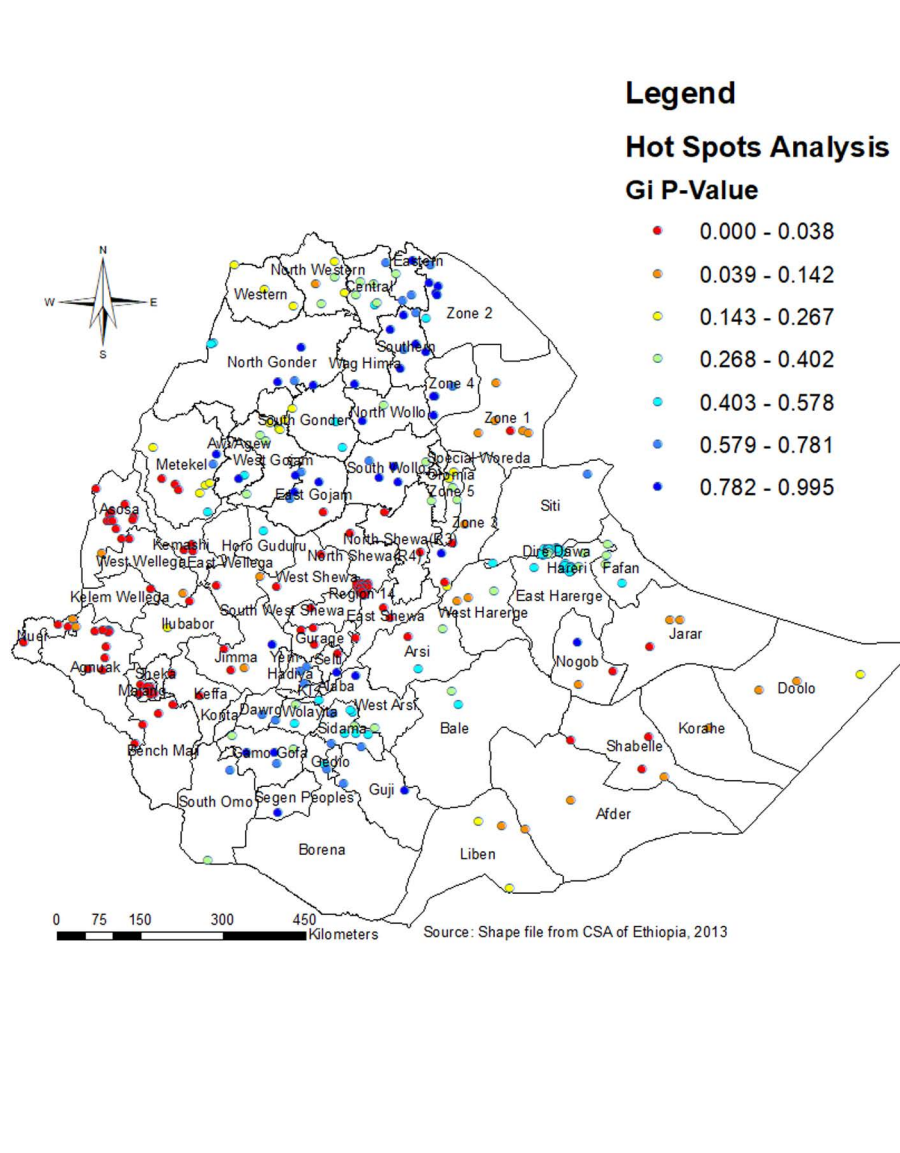 Legend
Hot Spots Analysis
Gi P-Value
0.000 - 0.038
0.039 - 0.142
0.143 - 0.267
0.268 - 0.402
0.403 - 0.578
0.579 - 0.781
0.782 - 0.995
N
W
E
S
Eastern
North Western
Central
Western
Zone 2
Southern
North Gonder
Wag Himra
Zone 4
North Wollo
Zone 1
South Gonder
Awi/Agew
West Gojam
Special Woreda
Metekel
South Wollo
Oromia
Zone 5
East Gojam
Siti
Asosa
Zone 3
North Shewa(R3)
Kemashi
Horo Guduru
North Shewa(R4)
Dire Dawa
West Wellega
East Wellega
Hareri
Fafan
West Shewa
Region 14
Kelem Wellega
East Harerge
South West Shewa
East Shewa
West Harerge
Ilubabor
Nuer
Gurage
Jarar
Arsi
Jimma
Yem
Selti
Nogob
Agnuak
Sheka
Hadiya
Doolo
Majang
Keffa
KT
Alaba
Dawro
Wolayita
West Arsi
Konta
Sidama
Bale
Korahe
Bench Maji
Gamo Gofa
Shabelle
Gedio
South Omo
Segen Peoples
Guji
Afder
Borena
Liben
0 75 150 300 450
Kilometers
Source: Shape file from CSA of Ethiopia, 2013